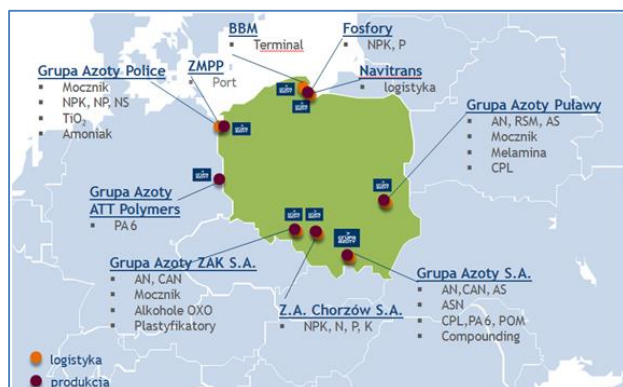 BBM
▪ Terminal
Fosfory
▪ NPK, P
Navitrans
▪ logistyka
Grupa Azoty Police
▪ Mocznik
▪ NPK, NP, NS
▪ TiO₂
▪ Amoniak
ZMPP
▪ Port
Grupa Azoty Puławy
▪ AN, RSM, AS
▪ Mocznik
▪ Melamina
▪ CPL
Grupa Azoty
ATT Polymers
▪ PA6
Grupa Azoty ZAK S.A.
▪ AN, CAN
▪ Mocznik
▪ Alkohole OXO
▪ Plastyfikatory
Z.A. Chorzów S.A.
▪ NPK, N, P, K
GRUPA
AZOTY
Grupa Azoty S.A.
▪ AN,CAN, AS
▪ ASN
▪ CPL,PA6, POM
▪ Compounding
logistyka
produkcja